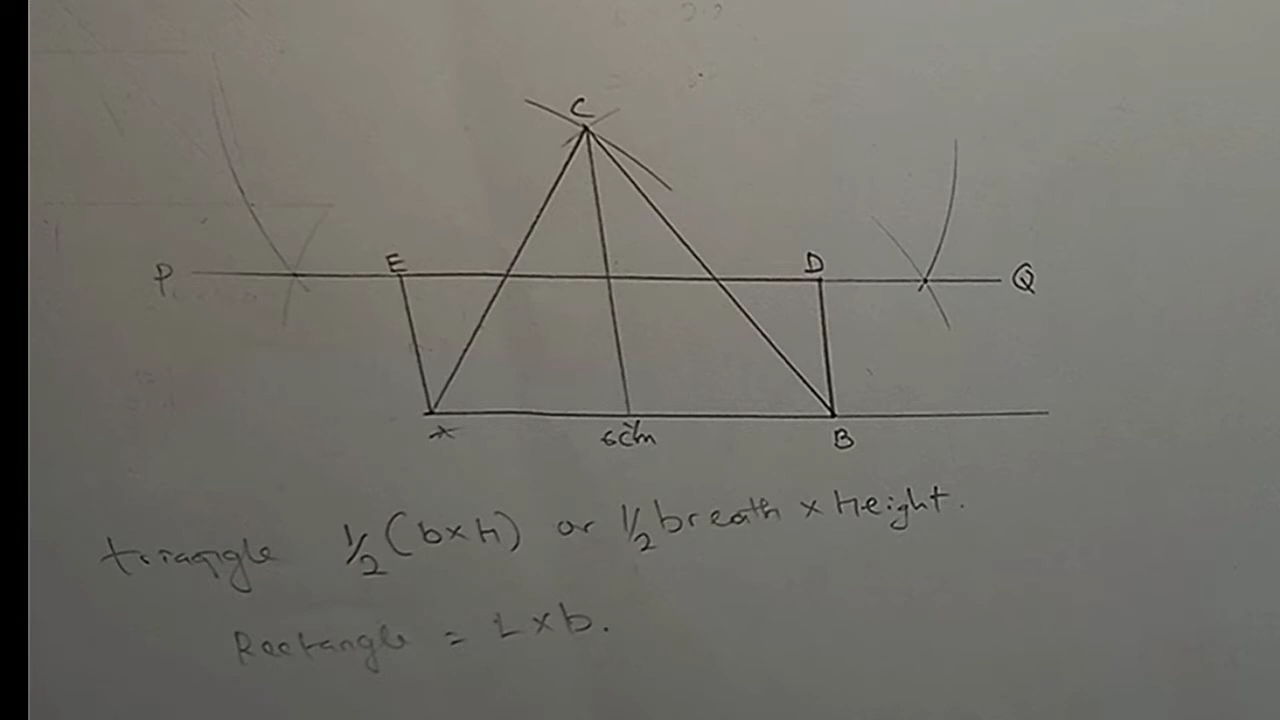 C
P E D Q
A 6cm B
triangle ½(b×h) or ½ breath × Height.
Rectangle = L×b.